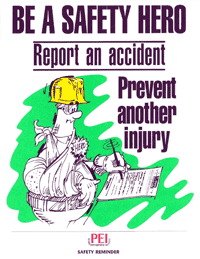 BE A SAFETY HERO
Report an accident
Prevent
another
injury
PEI
SAFETY REMINDER